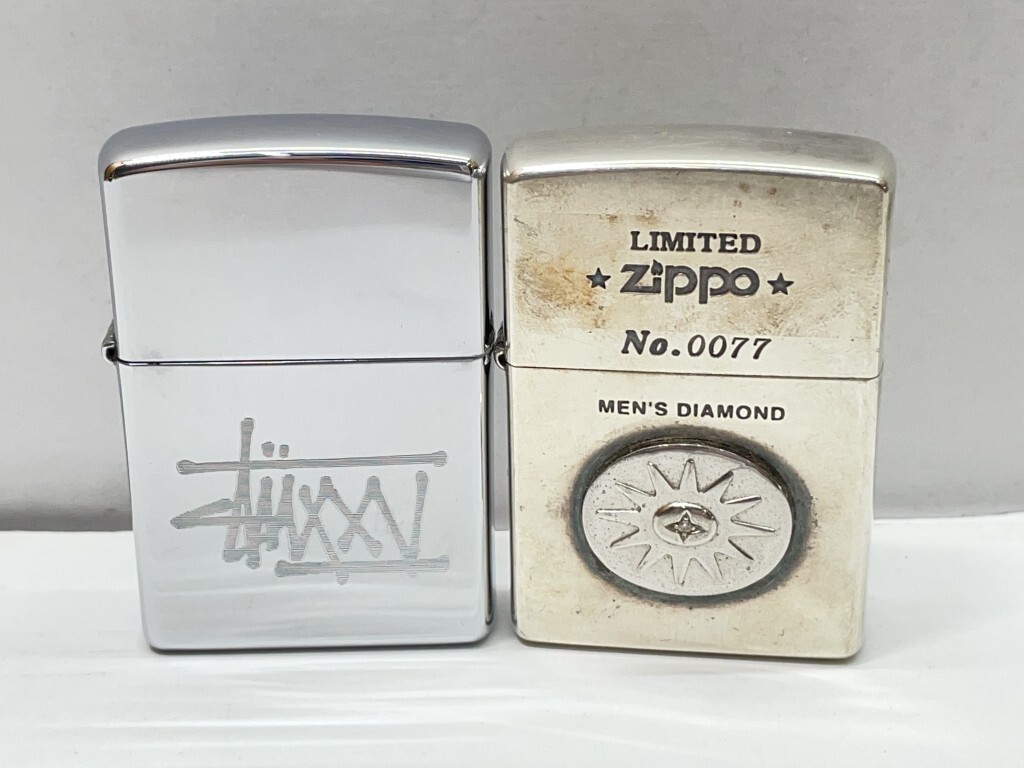 Stüssy
LIMITED
★ Zippo ★
No.0077
MEN'S DIAMOND